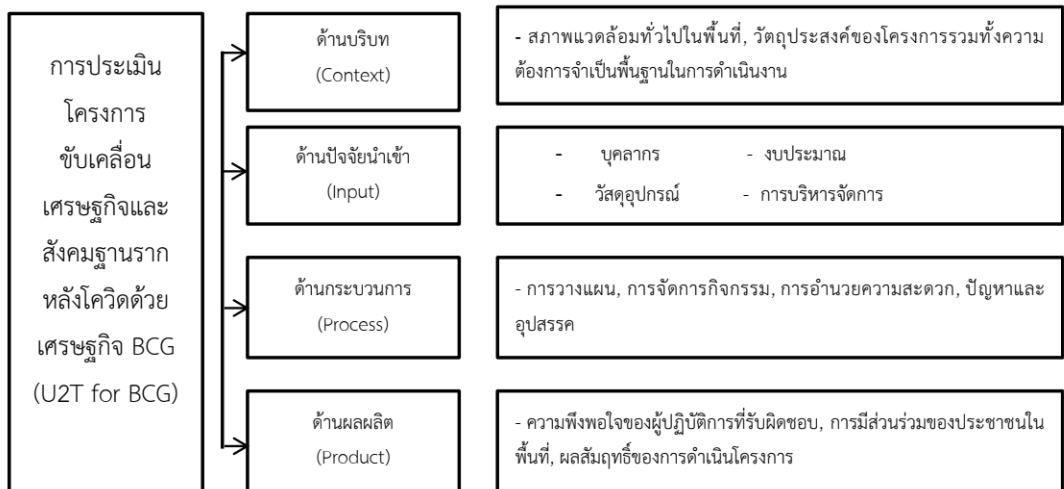 การประเมิน
โครงการ
ขับเคลื่อน
เศรษฐกิจและ
สังคมฐานราก
หลังโควิดด้วย
เศรษฐกิจ BCG
(U2T for BCG)
ด้านบริบท
(Context)
- สภาพแวดล้อมทั่วไปในพื้นที่, วัตถุประสงค์ของโครงการรวมทั้งความ
ต้องการจำเป็นพื้นฐานในการดำเนินงาน
ด้านปัจจัยนำเข้า
(Input)
- บุคลากร - งบประมาณ
- วัสดุอุปกรณ์ - การบริหารจัดการ
ด้านกระบวนการ
(Process)
- การวางแผน, การจัดการกิจกรรม, การอำนวยความสะดวก, ปัญหาและ
อุปสรรค
ด้านผลผลิต
(Product)
- ความพึงพอใจของผู้ปฏิบัติการที่รับผิดชอบ, การมีส่วนร่วมของประชาชนใน
พื้นที่, ผลสัมฤทธิ์ของการดำเนินโครงการ